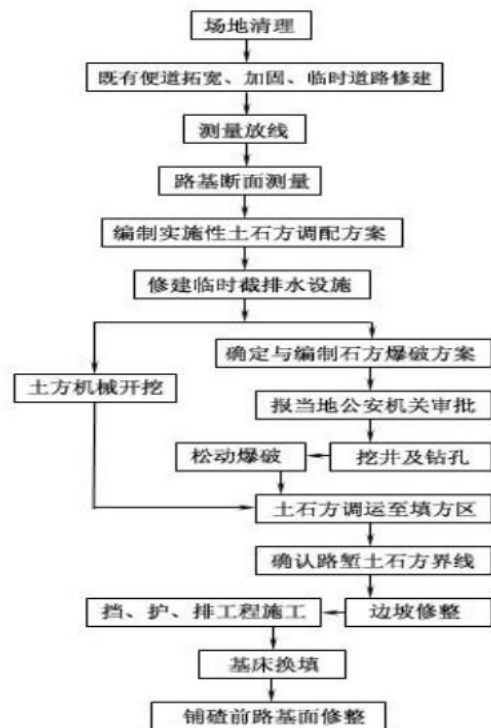 场地清理
既有便道拓宽、加固、临时道路修建
测量放线
路基断面测量
编制实施性土石方调配方案
修建临时截排水设施
确定与编制石方爆破方案
土方机械开挖
报当地公安机关审批
松动爆破
挖井及钻孔
土石方调运至填方区
确认路堑土石方界线
挡、护、排工程施工
边坡修整
基床换填
铺碴前路基面修整